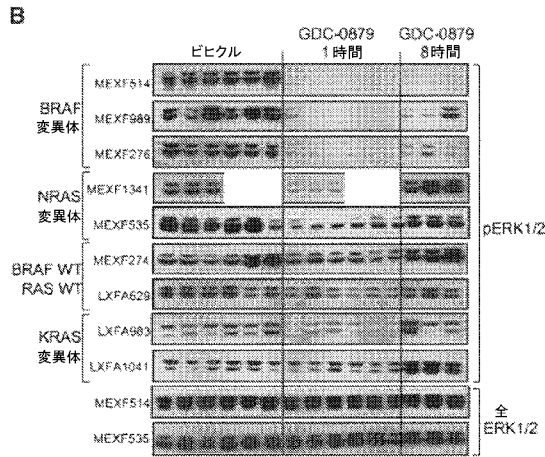 B
ビヒクル
GDC-0879
1時間
GDC-0879
8時間
BRAF
変異体
MEXF514
MEXF989
MEXF276
NRAS
変異体
MEXF1341
MEXF535
BRAF WT
RAS WT
MEXF274
LXFA629
KRAS
変異体
LXFA983
LXFA1041
pERK1/2
MEXF514
MEXF535
全
ERK1/2